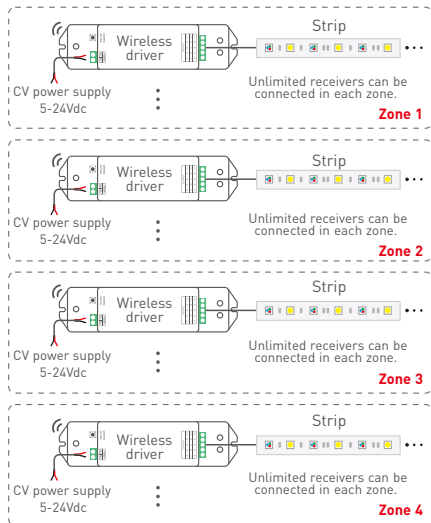 Strip
Wireless
driver
CV power supply
5-24Vdc
Unlimited receivers can be
connected in each zone.
Zone 1
Strip
Wireless
driver
CV power supply
5-24Vdc
Unlimited receivers can be
connected in each zone.
Zone 2
Strip
Wireless
driver
CV power supply
5-24Vdc
Unlimited receivers can be
connected in each zone.
Zone 3
Strip
Wireless
driver
CV power supply
5-24Vdc
Unlimited receivers can be
connected in each zone.
Zone 4